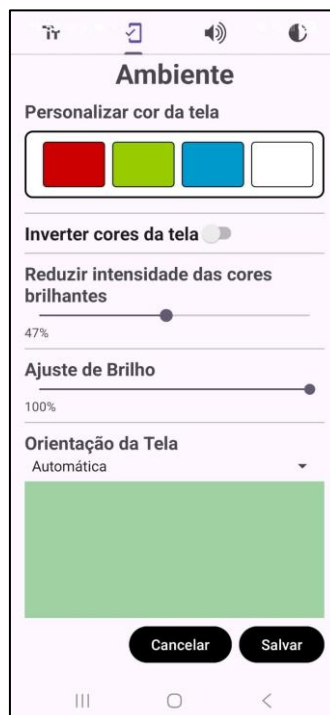 Ambiente
Personalizar cor da tela
Inverter cores da tela
Reduzir intensidade das cores
brilhantes
47%
Ajuste de Brilho
100%
Orientação da Tela
Automática
Cancelar
Salvar